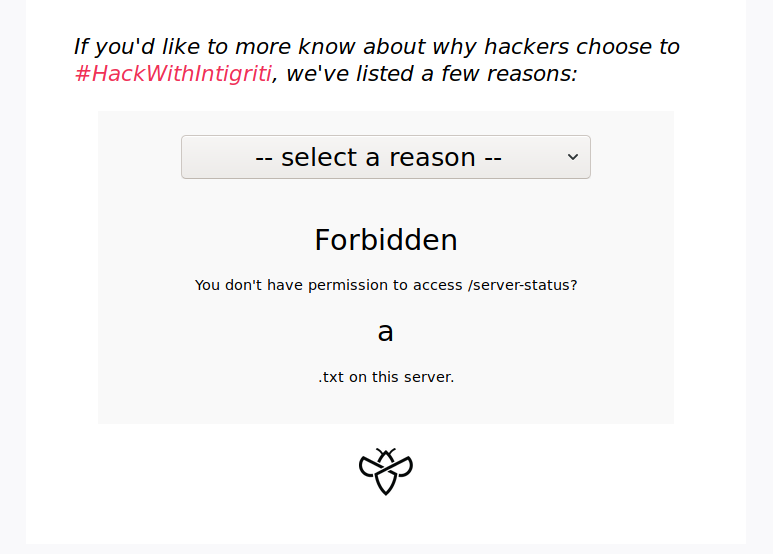 If you'd like to more know about why hackers choose to
#HackWithIntigriti, we've listed a few reasons:
-- select a reason --
Forbidden
You don't have permission to access /server-status?
a
.txt on this server.